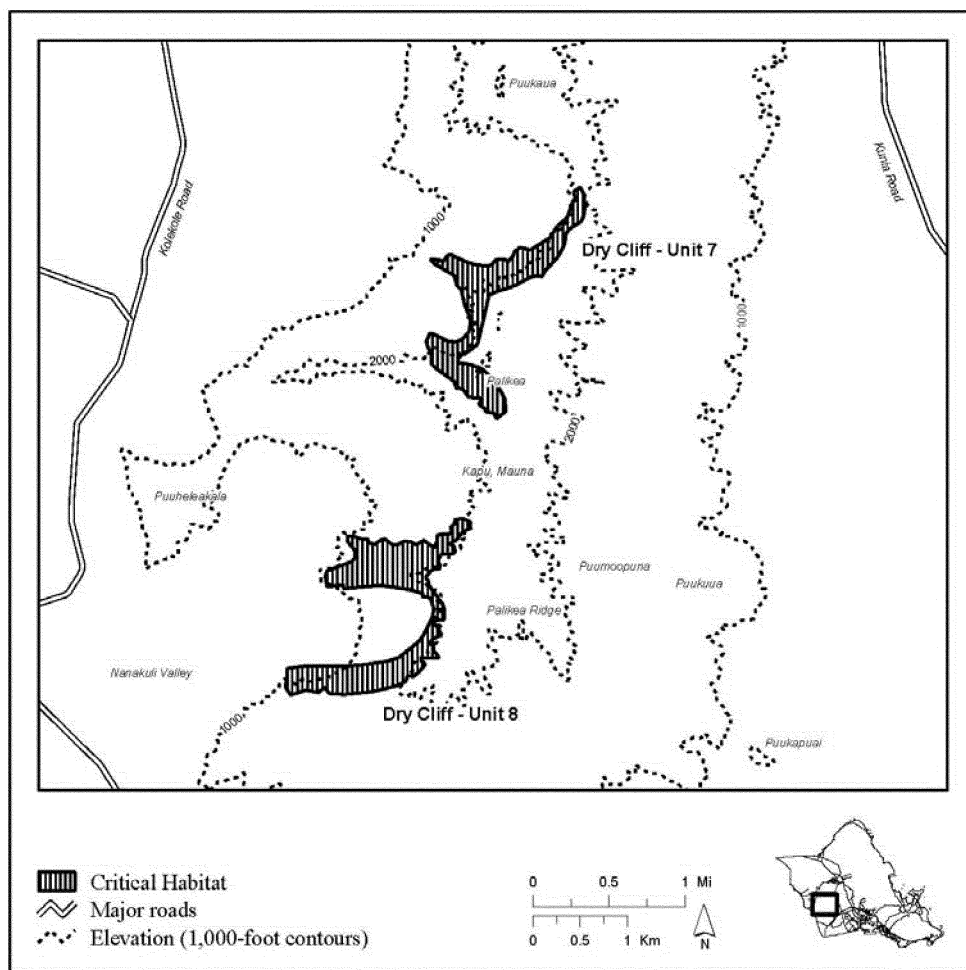 Puukaua
Kolekole Road
Kunia Road
1000
Dry Cliff - Unit 7
1000
2000
Palikea
2000
Kapu, Mauna
Puuheleakala
Puumoopuna
Puukuua
Palikea Ridge
Nanakuli Valley
1000
Dry Cliff - Unit 8
Puukapuai
Critical Habitat
Major roads
Elevation (1,000-foot contours)
0 0.5 1 Mi
0 0.5 1 Km
N